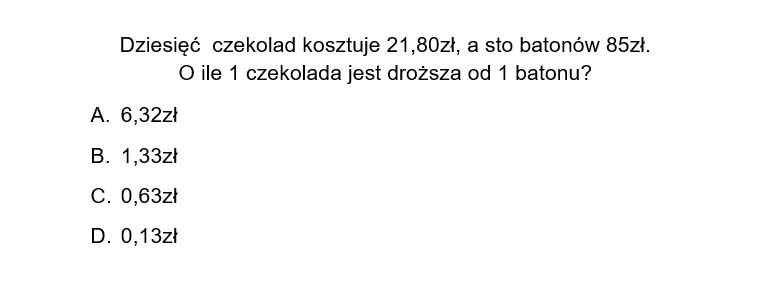 Dziesięć  czekolad kosztuje 21,80zł, a sto batonów 85zł.
O ile 1 czekolada jest droższa od 1 batonu?
A. 6,32zł
B. 1,33zł
C. 0,63zł
D. 0,13zł